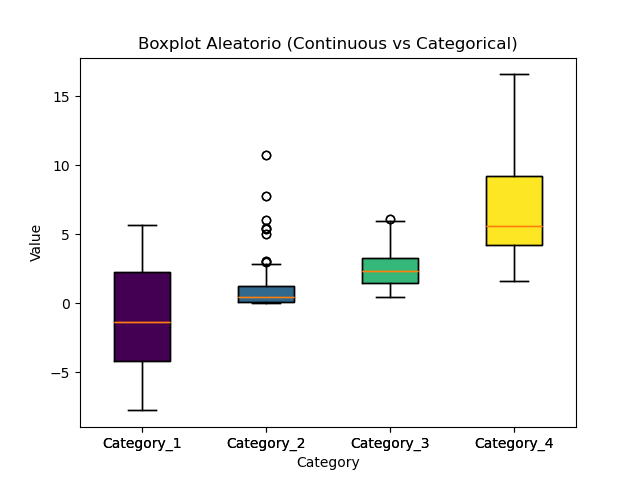 Boxplot Aleatorio (Continuous vs Categorical)
15
10
5
0
−5
Value
Category_1 Category_2 Category_3 Category_4
Category